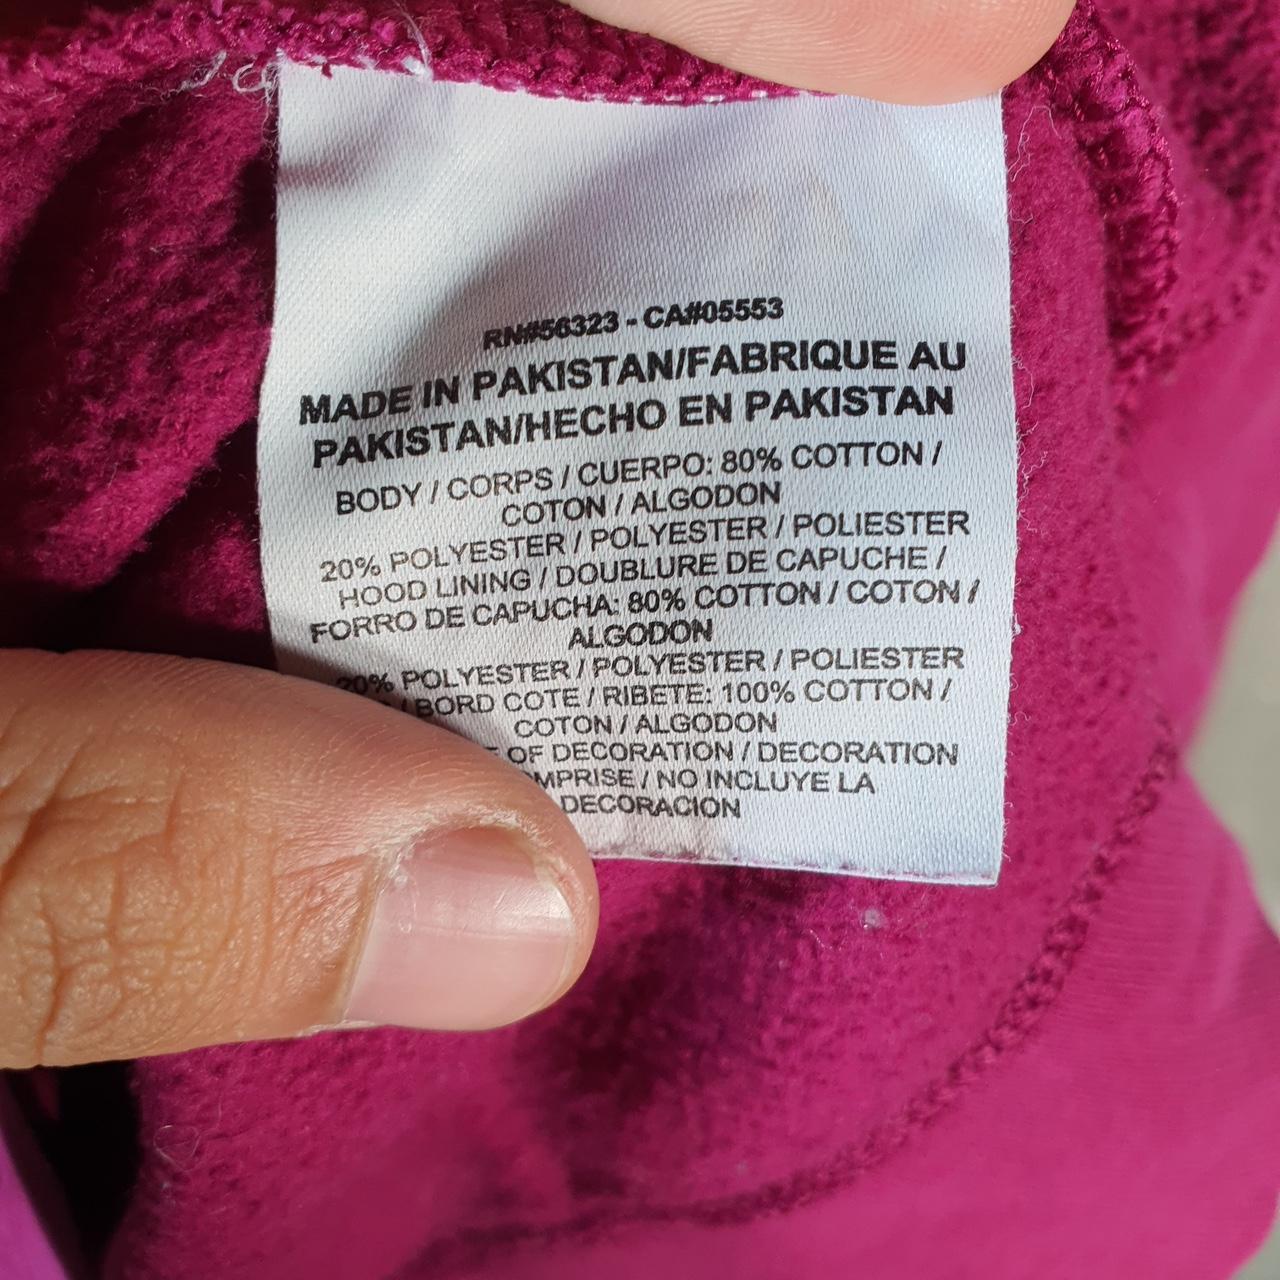 RN#56323 - CA#05553
MADE IN PAKISTAN/FABRIQUE AU
PAKISTAN/HECHO EN PAKISTAN
BODY / CORPS / CUERPO: 80% COTTON /
COTON / ALGODON
20% POLYESTER / POLYESTER / POLIESTER
HOOD LINING / DOUBLURE DE CAPUCHE /
FORRO DE CAPUCHA: 80% COTTON / COTON /
ALGODON
20% POLYESTER / POLYESTER / POLIESTER
/ BORD COTE / RIBETE: 100% COTTON /
COTON / ALGODON
OF DECORATION / DECORATION
/ NO INCLUYE LA
DECORACION